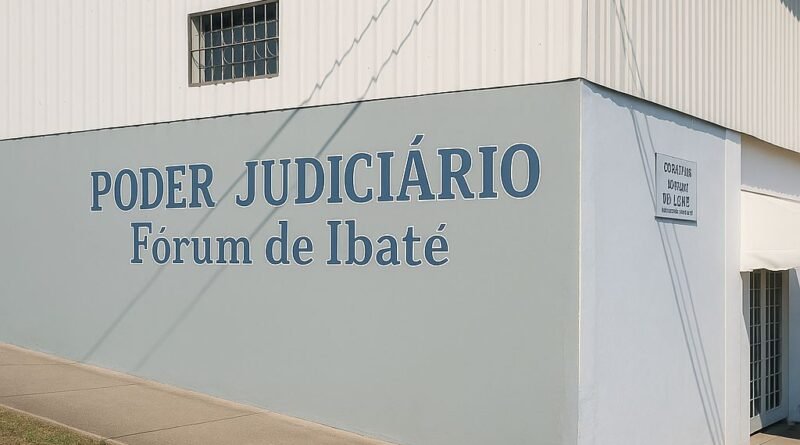 PODER JUDICIÁRIO
Fórum de Ibaté